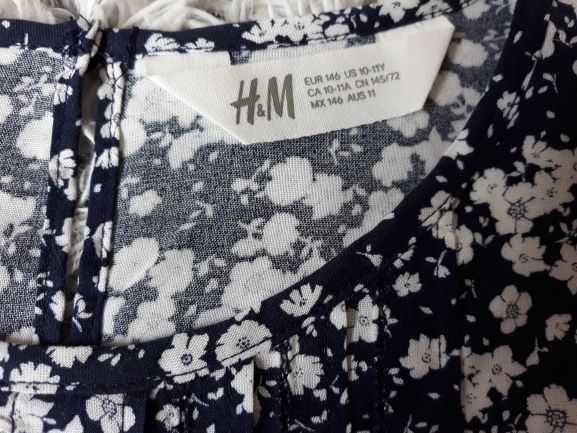 H&M
EUR 146 US 10-11Y
CA 10-11A CN 145/72
MX 146 AUS 11